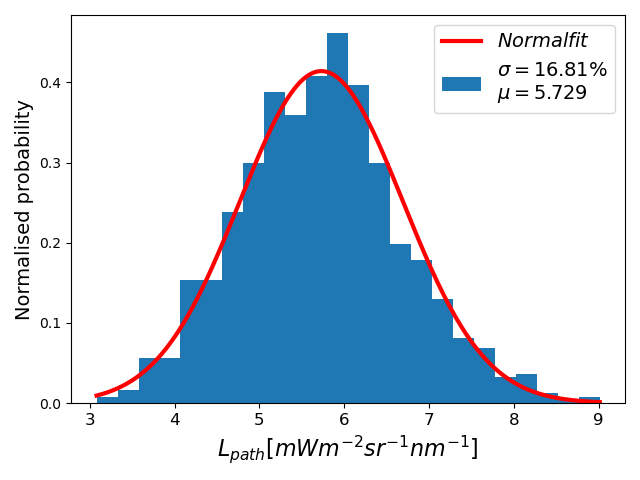 Normalfit
σ = 16.81%
μ = 5.729
Normalised probability
0.4
0.3
0.2
0.1
0.0
3 4 5 6 7 8 9
L_path[mWm⁻²sr⁻¹nm⁻¹]